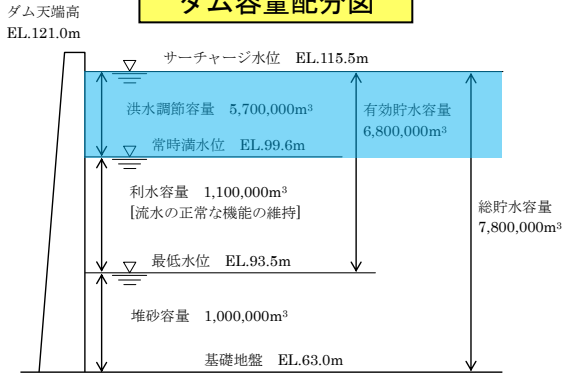 ダム容量配分図
ダム天端高
EL.121.0m
サーチャージ水位 EL.115.5m
洪水調節容量 5,700,000m³
有効貯水容量
6,800,000m³
常時満水位 EL.99.6m
利水容量 1,100,000m³
[流水の正常な機能の維持]
総貯水容量
7,800,000m³
最低水位 EL.93.5m
堆砂容量 1,000,000m³
基礎地盤 EL.63.0m